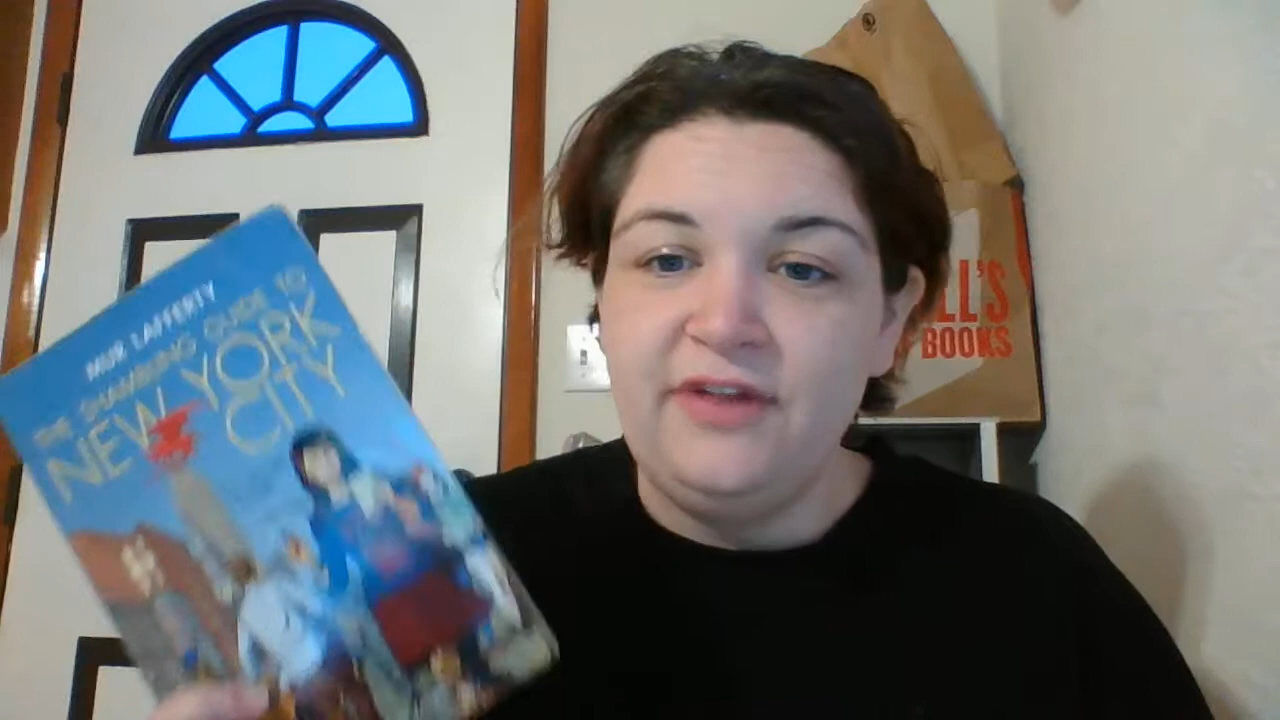 MUR LAFFERTY
THE SHAMBLING GUIDE TO
NEW YORK
CITY
LL'S
BOOKS